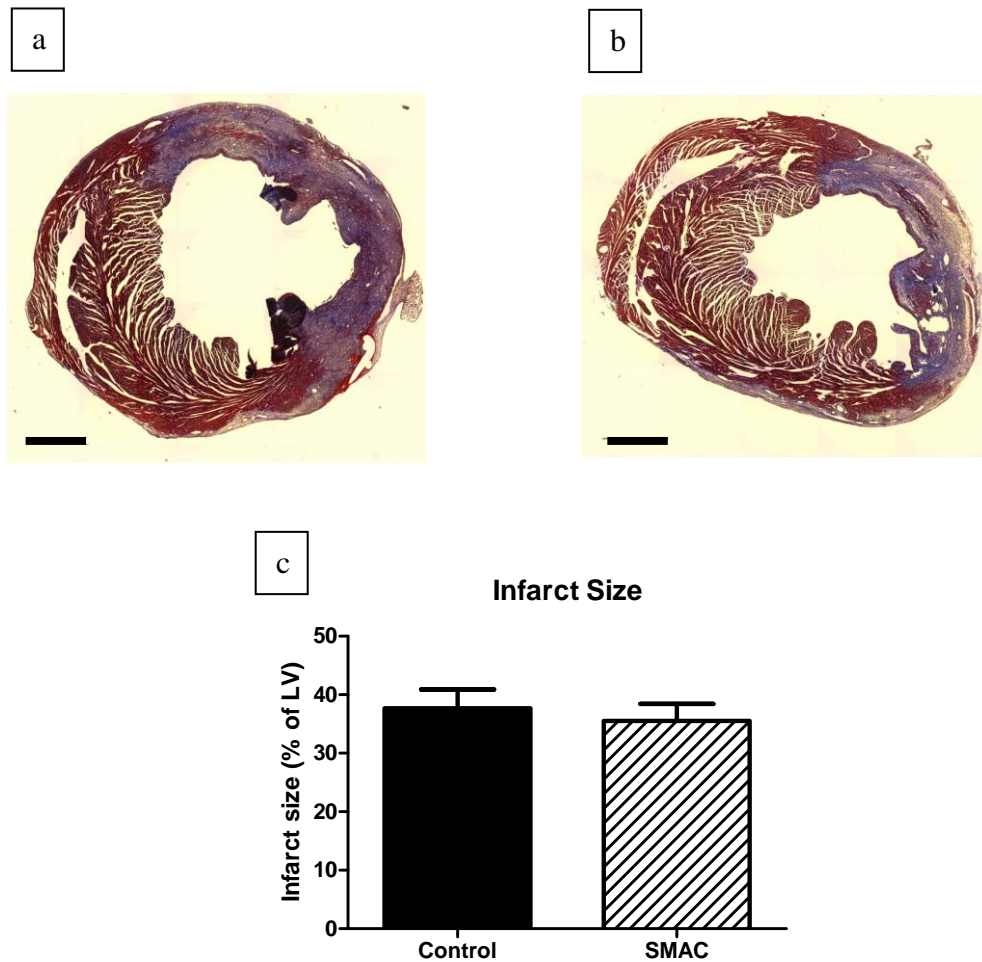 a
b
c
Infarct Size
Infarct size (% of LV)
50
40
30
20
10
0
Control
SMAC